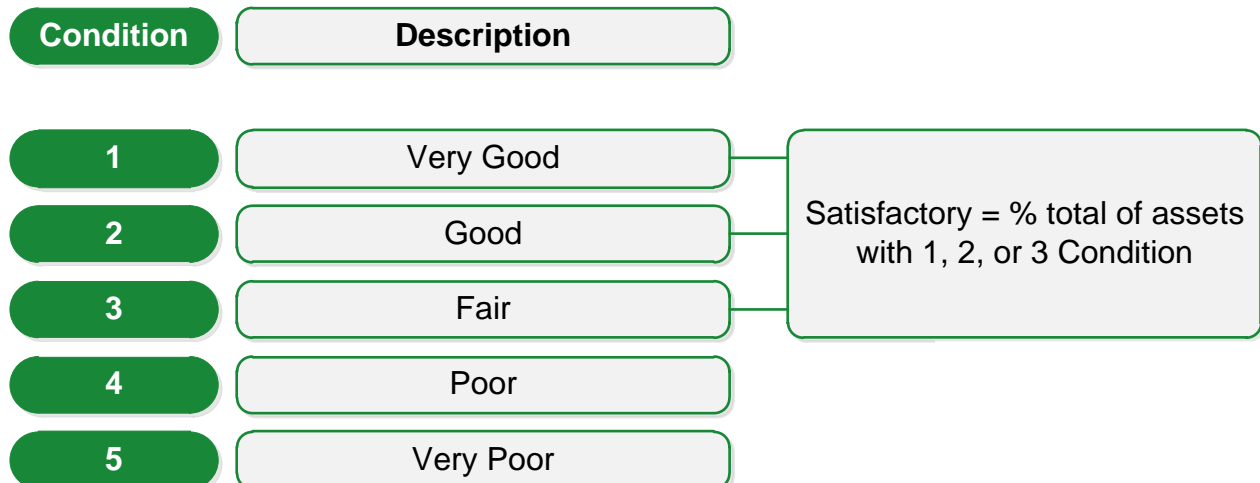 Condition Description
1 Very Good
2 Good
3 Fair
4 Poor
5 Very Poor
Satisfactory = % total of assets
with 1, 2, or 3 Condition